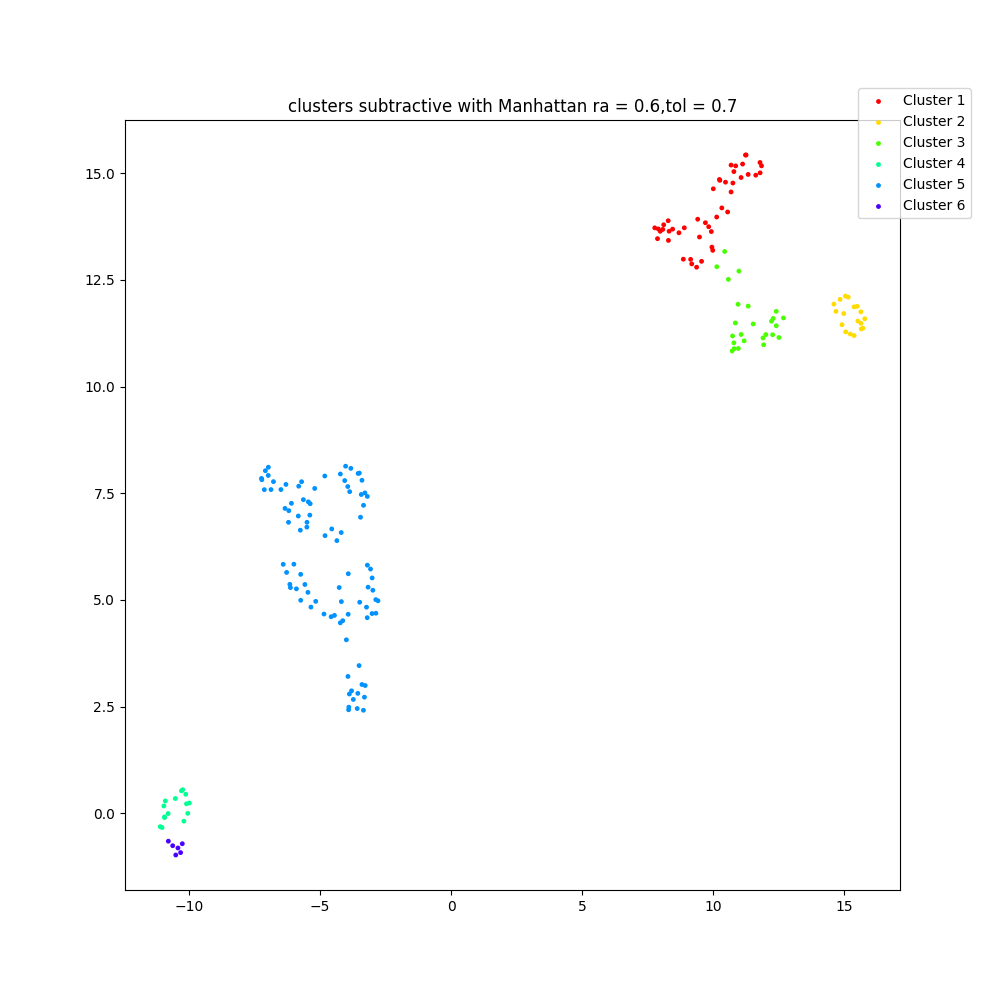 clusters subtractive with Manhattan ra = 0.6,tol = 0.7
Cluster 1
Cluster 2
Cluster 3
Cluster 4
Cluster 5
Cluster 6
15.0
12.5
10.0
7.5
5.0
2.5
0.0
−10 −5 0 5 10 15